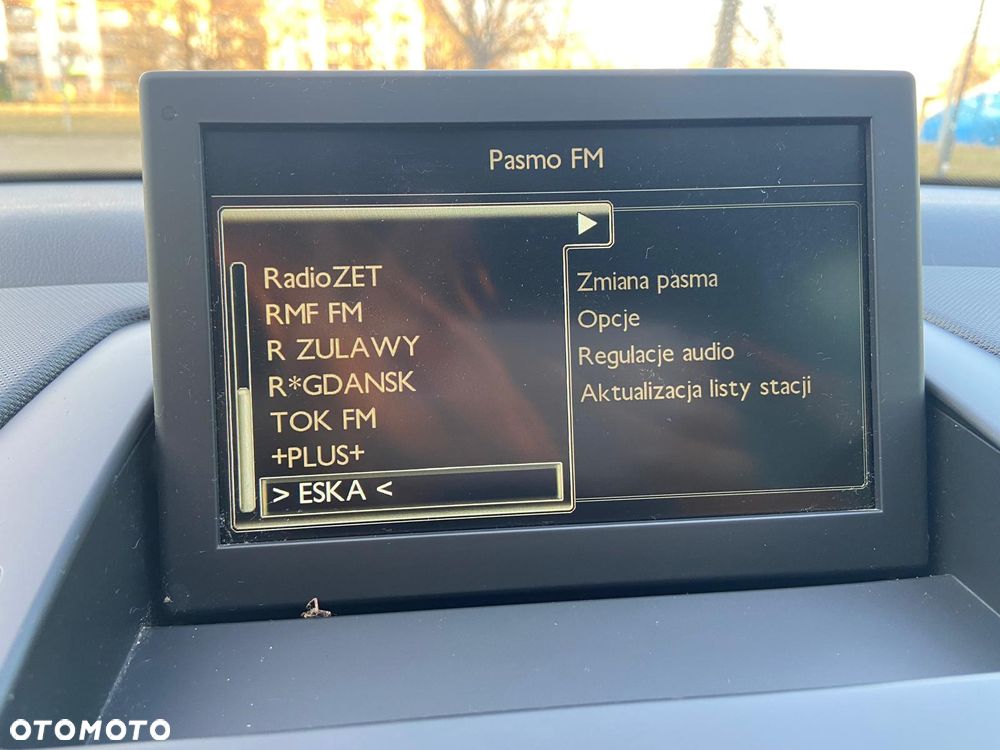 Pasmo FM
RadioZET
RMF FM
R ZULAWY
R*GDANSK
TOK FM
+PLUS+
> ESKA <
Zmiana pasma
Opcje
Regulacje audio
Aktualizacja listy stacji
OTOMOTO